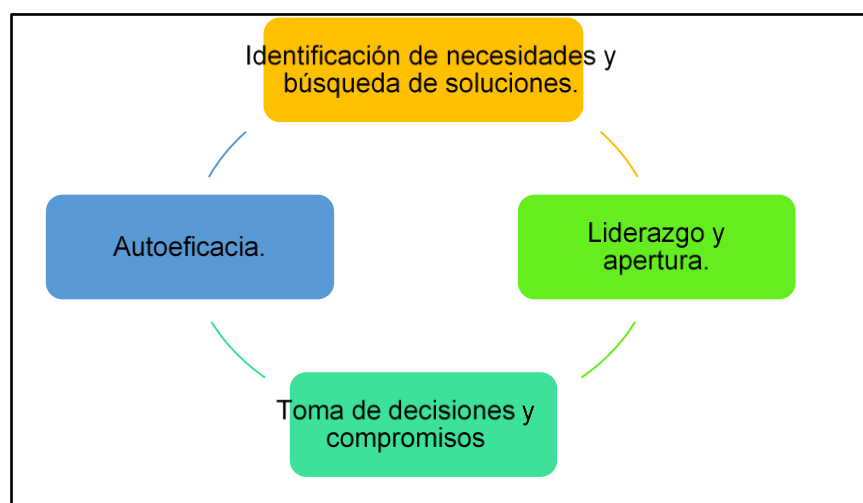 Identificación de necesidades y
búsqueda de soluciones.
Autoeficacia.
Liderazgo y
apertura.
Toma de decisiones y
compromisos